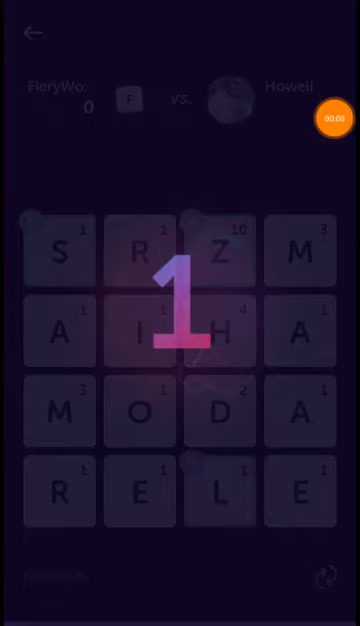 FieryWo:
Howell
0
F
vs.
00:00
S 1 R 1 Z 10 M 3
1
A 1 I 1 H 4 A 1
M 3 O 1 D 2 A 1
R 1 E 1 L 1 E 1